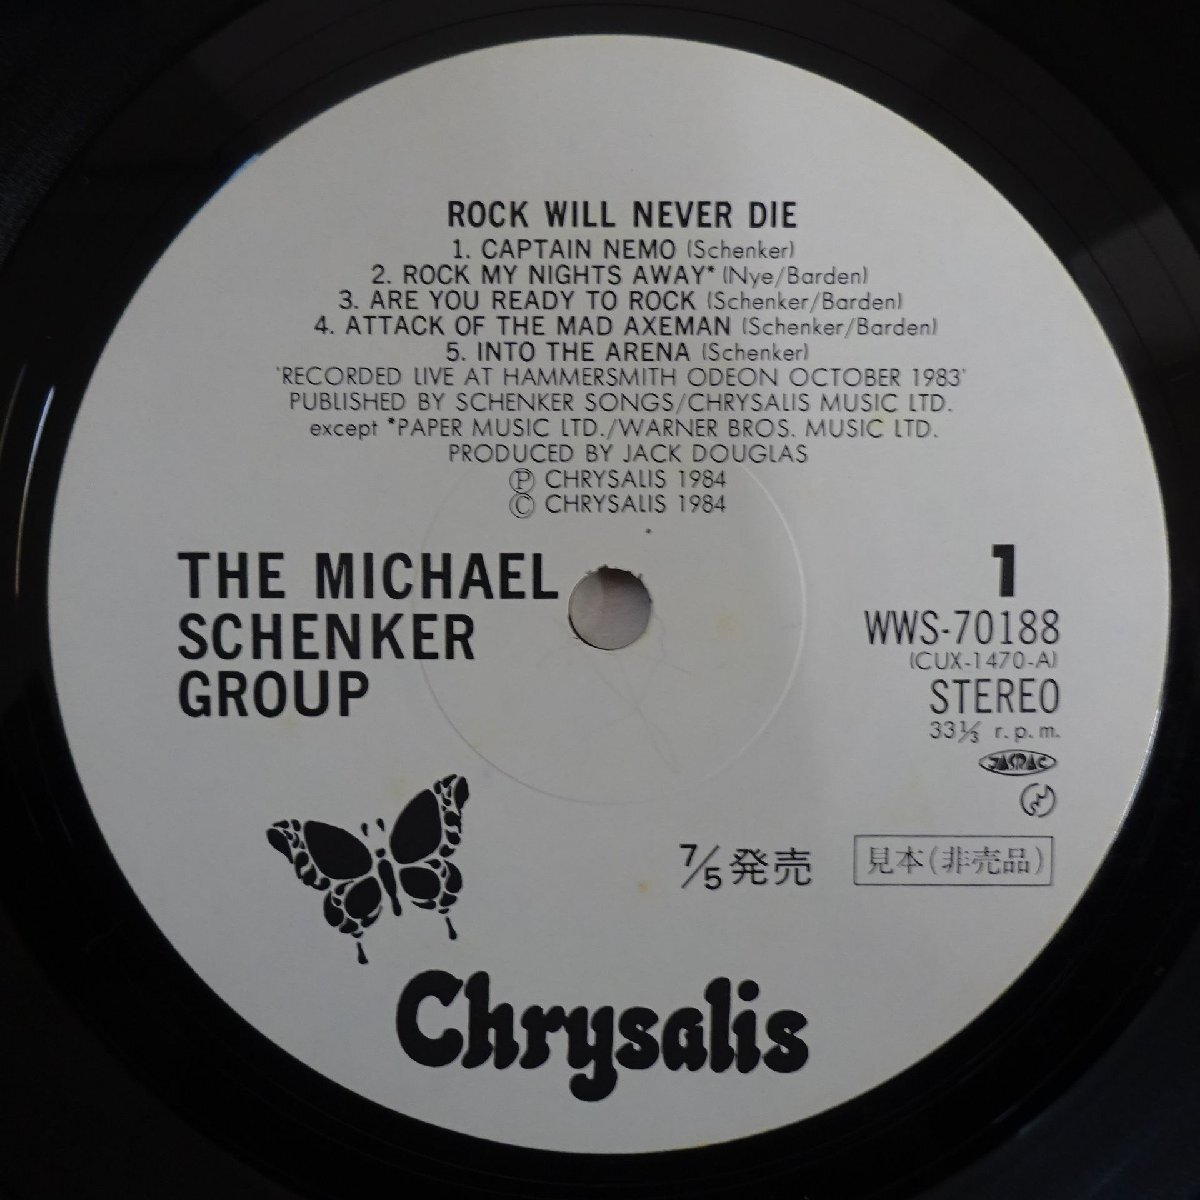 ROCK WILL NEVER DIE
1. CAPTAIN NEMO (Schenker)
2. ROCK MY NIGHTS AWAY* (Nye/Barden)
3. ARE YOU READY TO ROCK (Schenker/Barden)
4. ATTACK OF THE MAD AXEMAN (Schenker/Barden)
5. INTO THE ARENA (Schenker)
'RECORDED LIVE AT HAMMERSMITH ODEON OCTOBER 1983'
PUBLISHED BY SCHENKER SONGS/CHRYSALIS MUSIC LTD.
except *PAPER MUSIC LTD./WARNER BROS. MUSIC LTD.
PRODUCED BY JACK DOUGLAS
Ⓟ CHRYSALIS 1984
© CHRYSALIS 1984
THE MICHAEL
SCHENKER
GROUP
1
WWS-70188
(CUX-1470-A)
STEREO
33⅓ r.p.m.
JASRAC
7/5発売
見本(非売品)
Chrysalis